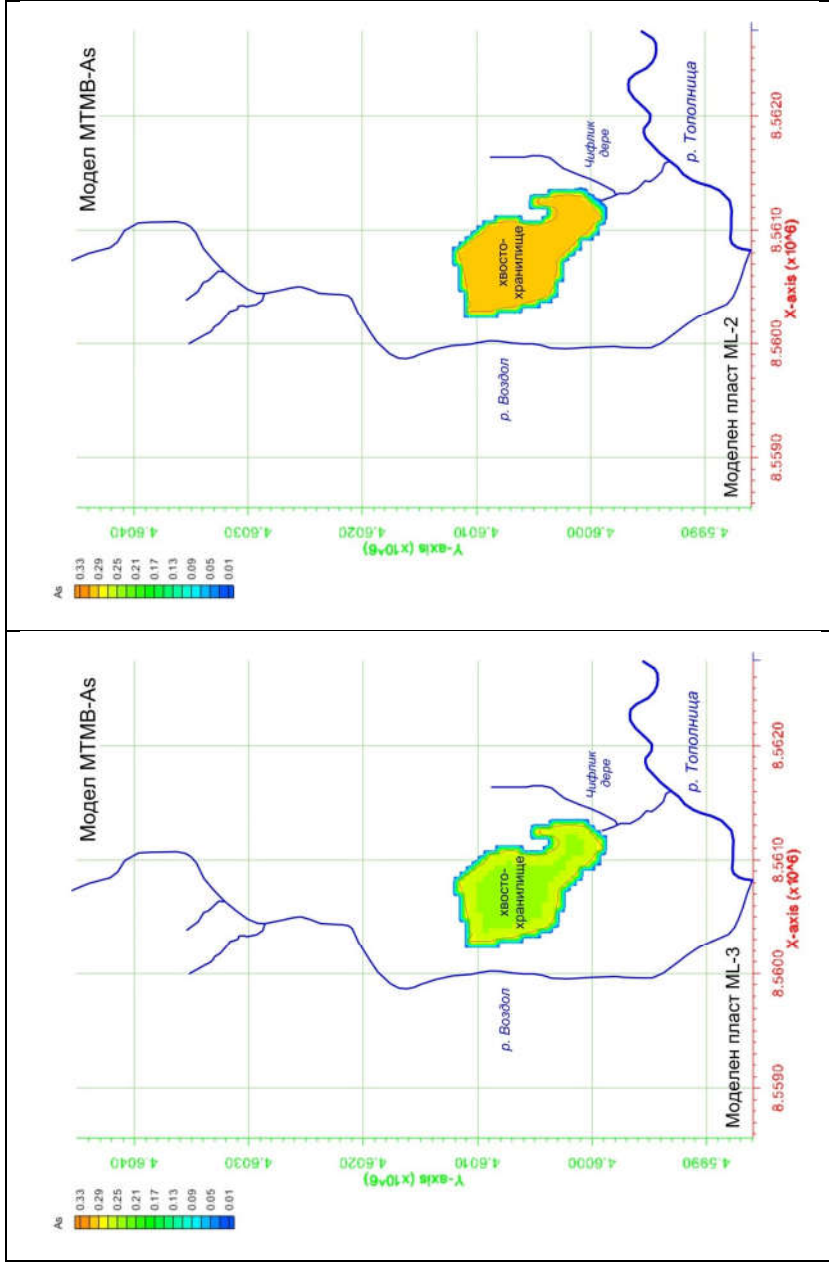 Модел MTMB-As
As
0.33
0.29
0.25
0.21
0.17
0.13
0.09
0.05
0.01
Чифлик
дере
р. Тополница
хвосто-
хранилище
р. Воздол
Моделен пласт ML-2
4.6040
4.6030
4.6020
4.6010
4.6000
4.5990
Y-axis (x10^6)
8.5590
8.5600
8.5610
8.5620
X-axis (x10^6)
Модел MTMB-As
As
0.33
0.29
0.25
0.21
0.17
0.13
0.09
0.05
0.01
Чифлик
дере
р. Тополница
хвосто-
хранилище
р. Воздол
Моделен пласт ML-3
4.6040
4.6030
4.6020
4.6010
4.6000
4.5990
Y-axis (x10^6)
8.5590
8.5600
8.5610
8.5620
X-axis (x10^6)